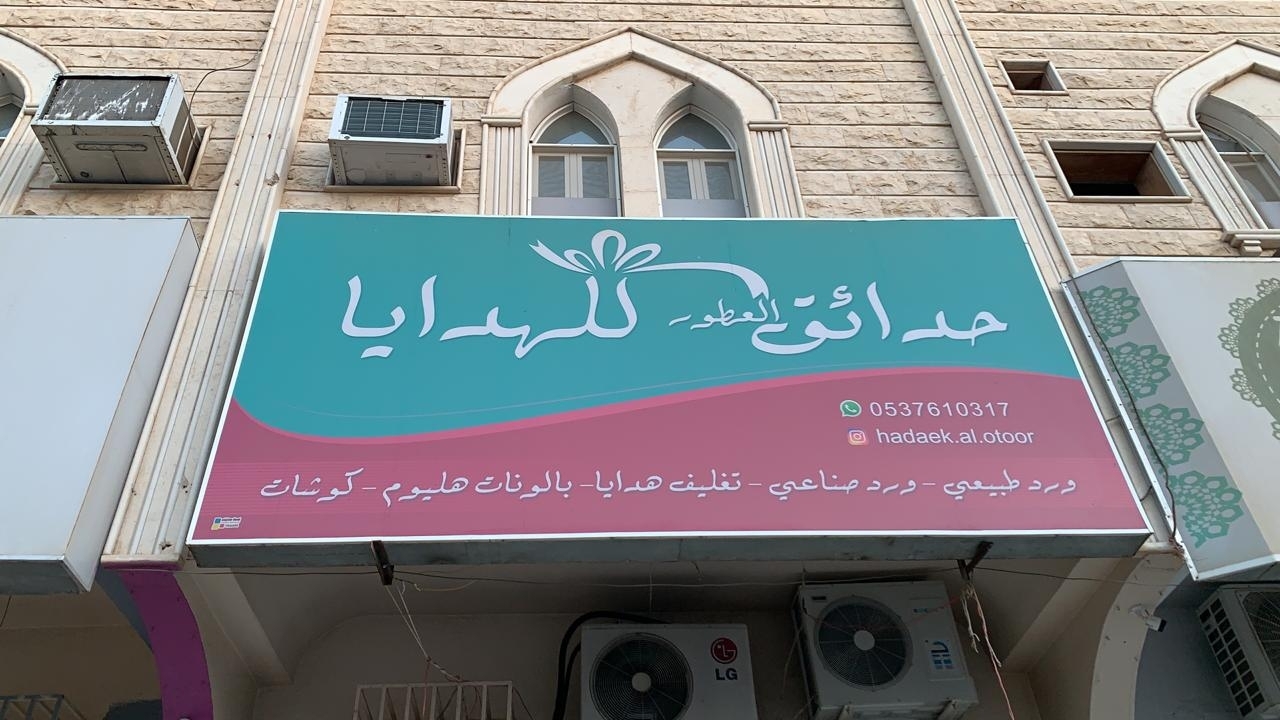 حدائق العطور للهدايا
0537610317
hadaek.al.otoor
ورد طبيعي - ورد صناعي - تغليف هدايا - بالونات هليوم - كوشات
LG